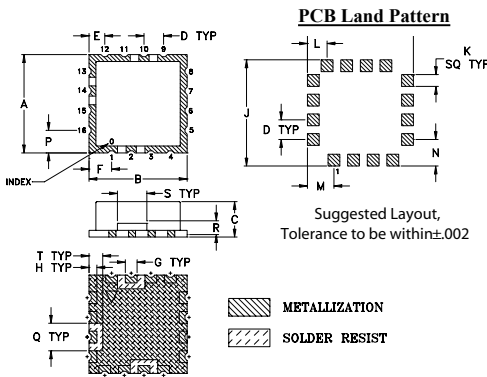 PCB Land Pattern
E
D TYP
12 11 10 9
13
14
15
16
8
7
6
5
A
P
0
1 2 3 4
F
INDEX
B
L
K
SQ TYP
J
D TYP
N
M
1
S TYP
C
R
Suggested Layout,
Tolerance to be within±.002
T TYP
H TYP
G TYP
Q TYP
METALLIZATION
SOLDER RESIST